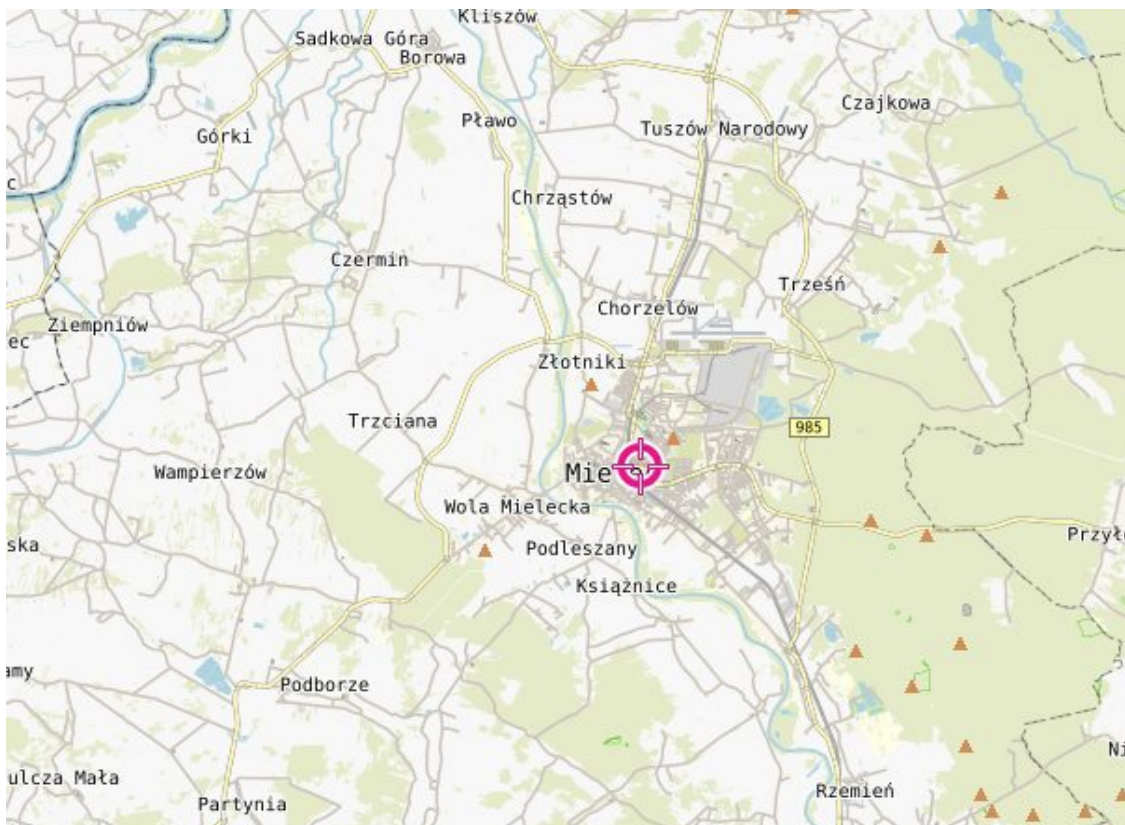 Kliszów
Sadkowa Góra
Borowa
Czajkowa
Pławo
Tuszów Narodowy
Górki
Chrząstów
Czermin
Trześń
Chorzelów
Ziempniów
ec
Złotniki
Trzciana
985
Wampierzów
Mie
Wola Mielecka
Przyłę
ska
Podleszany
Książnice
amy
Podborze
Ni
ulcza Mała
Partynia
Rzemień